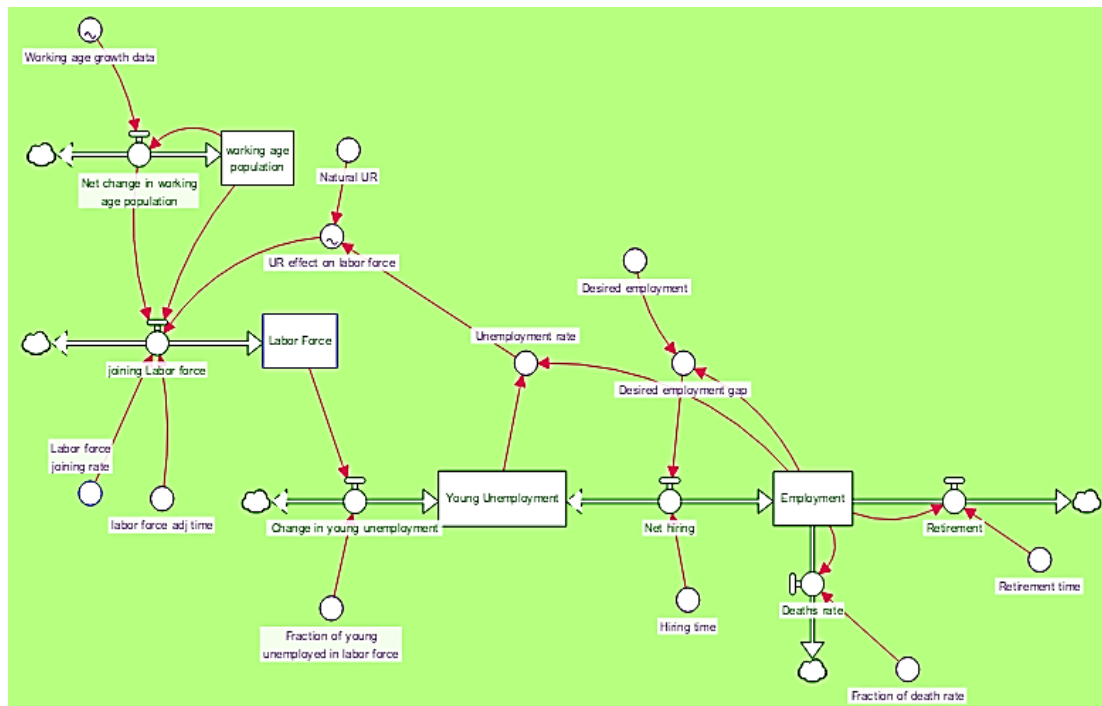 Working age growth data
working age
population
Net change in working
age population
Natural UR
UR effect on labor force
Desired employment
Unemployment rate
Labor Force
joining Labor force
Desired employment gap
Labor force
joining rate
labor force adj time
Young Unemployment
Employment
Change in young unemployment
Net hiring
Retirement
Retirement time
Deaths rate
Hiring time
Fraction of young
unemployed in labor force
Fraction of death rate